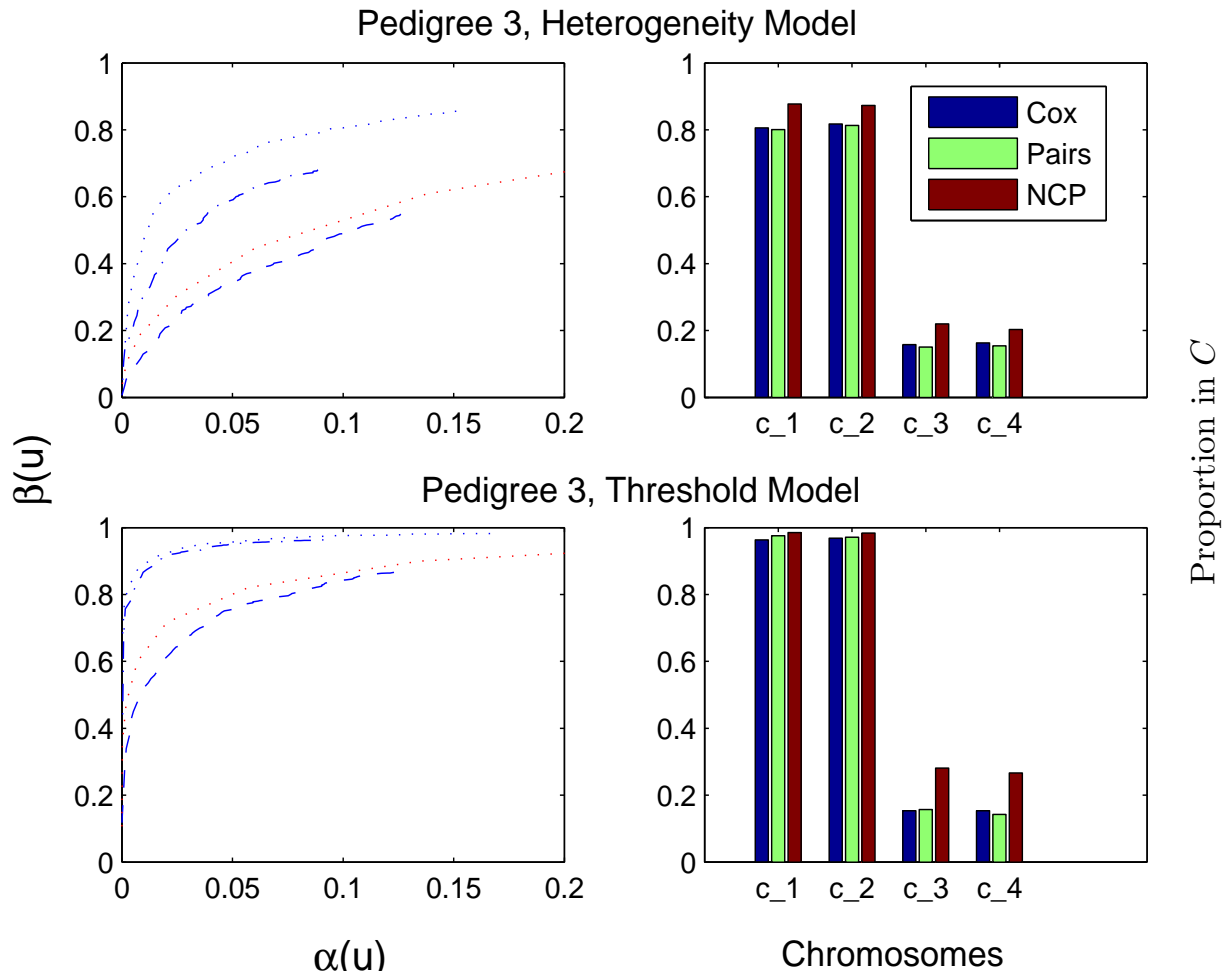 Pedigree 3, Heterogeneity Model
1
0.8
0.6
0.4
0.2
0
0 0.05 0.1 0.15 0.2
1
0.8
0.6
0.4
0.2
0
c_1 c_2 c_3 c_4
Cox
Pairs
NCP
β(u)
Proportion in C
Pedigree 3, Threshold Model
1
0.8
0.6
0.4
0.2
0
0 0.05 0.1 0.15 0.2
α(u)
1
0.8
0.6
0.4
0.2
0
c_1 c_2 c_3 c_4
Chromosomes